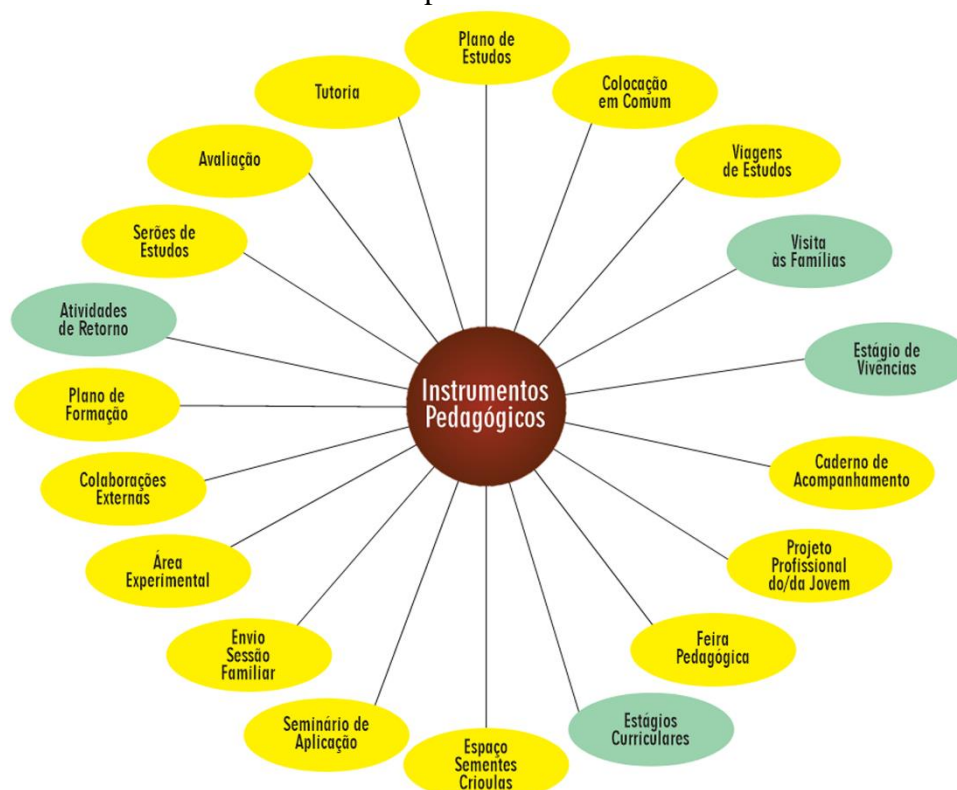 Plano de
Estudos
Colocação
em Comum
Viagens
de Estudos
Visita
às Famílias
Estágio de
Vivências
Caderno de
Acompanhamento
Projeto
Profissional
do/da Jovem
Feira
Pedagógica
Estágios
Curriculares
Espaço
Sementes
Crioulas
Seminário de
Aplicação
Envio
Sessão
Familiar
Área
Experimental
Colaborações
Externas
Plano de
Formação
Atividades
de Retorno
Serões de
Estudos
Avaliação
Tutoria
Instrumentos
Pedagógicos